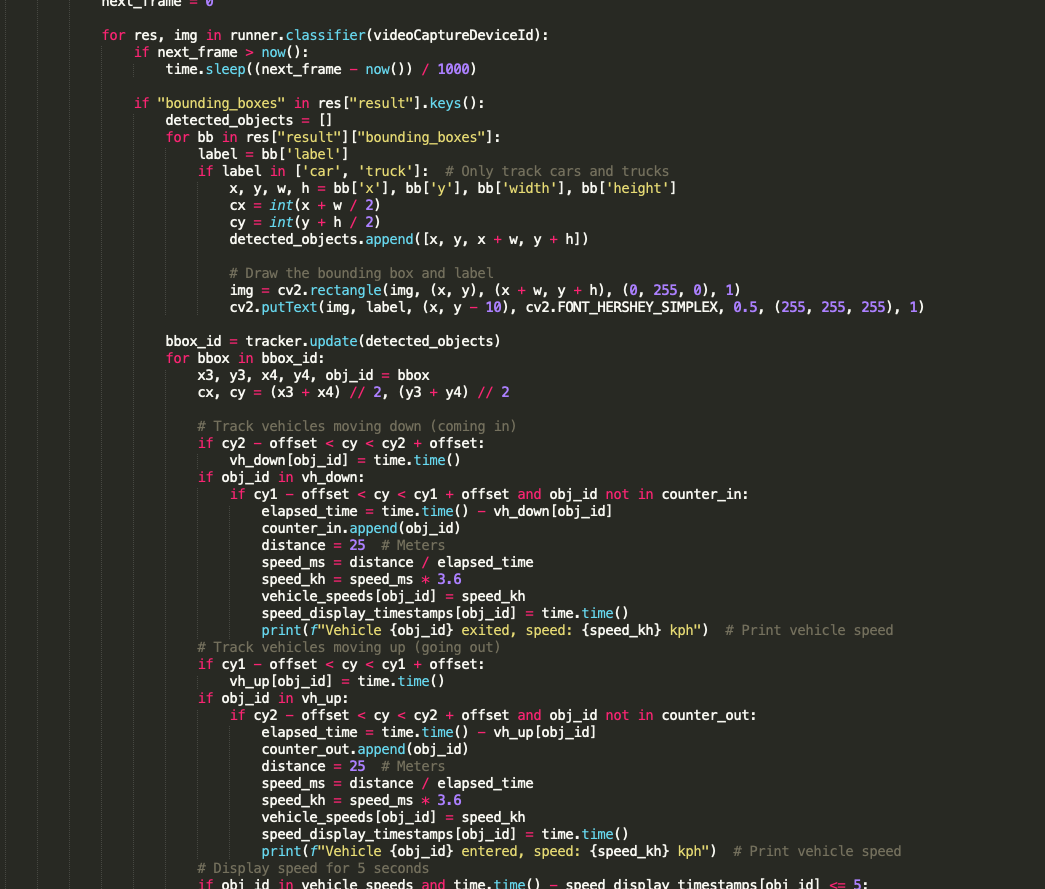 next_frame = 0
for res, img in runner.classifier(videoCaptureDeviceId):
if next_frame > now():
time.sleep((next_frame - now()) / 1000)
if "bounding_boxes" in res["result"].keys():
detected_objects = []
for bb in res["result"]["bounding_boxes"]:
label = bb['label']
if label in ['car', 'truck']:  # Only track cars and trucks
x, y, w, h = bb['x'], bb['y'], bb['width'], bb['height']
cx = int(x + w / 2)
cy = int(y + h / 2)
detected_objects.append([x, y, x + w, y + h])
# Draw the bounding box and label
img = cv2.rectangle(img, (x, y), (x + w, y + h), (0, 255, 0), 1)
cv2.putText(img, label, (x, y - 10), cv2.FONT_HERSHEY_SIMPLEX, 0.5, (255, 255, 255), 1)
bbox_id = tracker.update(detected_objects)
for bbox in bbox_id:
x3, y3, x4, y4, obj_id = bbox
cx, cy = (x3 + x4) // 2, (y3 + y4) // 2
# Track vehicles moving down (coming in)
if cy2 - offset < cy < cy2 + offset:
vh_down[obj_id] = time.time()
if obj_id in vh_down:
if cy1 - offset < cy < cy1 + offset and obj_id not in counter_in:
elapsed_time = time.time() - vh_down[obj_id]
counter_in.append(obj_id)
distance = 25  # Meters
speed_ms = distance / elapsed_time
speed_kh = speed_ms * 3.6
vehicle_speeds[obj_id] = speed_kh
speed_display_timestamps[obj_id] = time.time()
print(f"Vehicle {obj_id} exited, speed: {speed_kh} kph")  # Print vehicle speed
# Track vehicles moving up (going out)
if cy1 - offset < cy < cy1 + offset:
vh_up[obj_id] = time.time()
if obj_id in vh_up:
if cy2 - offset < cy < cy2 + offset and obj_id not in counter_out:
elapsed_time = time.time() - vh_up[obj_id]
counter_out.append(obj_id)
distance = 25  # Meters
speed_ms = distance / elapsed_time
speed_kh = speed_ms * 3.6
vehicle_speeds[obj_id] = speed_kh
speed_display_timestamps[obj_id] = time.time()
print(f"Vehicle {obj_id} entered, speed: {speed_kh} kph")  # Print vehicle speed
# Display speed for 5 seconds
if obj_id in vehicle_speeds and time.time() - speed_display_timestamps[obj_id] <= 5: